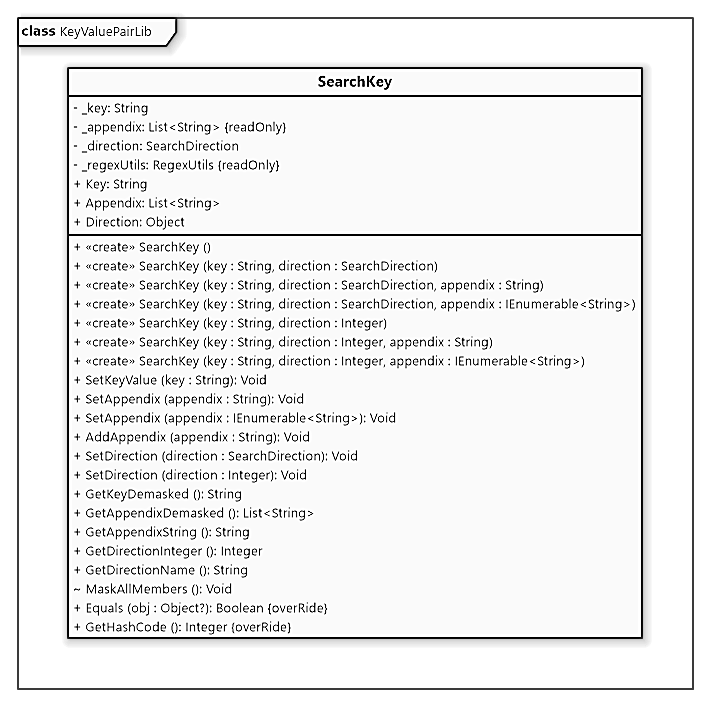 class KeyValuePairLib
SearchKey
- _key: String
- _appendix: List<String> {readOnly}
- _direction: SearchDirection
- _regexUtils: RegexUtils {readOnly}
+ Key: String
+ Appendix: List<String>
+ Direction: Object
+ «create» SearchKey ()
+ «create» SearchKey (key : String, direction : SearchDirection)
+ «create» SearchKey (key : String, direction : SearchDirection, appendix : String)
+ «create» SearchKey (key : String, direction : SearchDirection, appendix : IEnumerable<String>)
+ «create» SearchKey (key : String, direction : Integer)
+ «create» SearchKey (key : String, direction : Integer, appendix : String)
+ «create» SearchKey (key : String, direction : Integer, appendix : IEnumerable<String>)
+ SetKeyValue (key : String): Void
+ SetAppendix (appendix : String): Void
+ SetAppendix (appendix : IEnumerable<String>): Void
+ AddAppendix (appendix : String): Void
+ SetDirection (direction : SearchDirection): Void
+ SetDirection (direction : Integer): Void
+ GetKeyDemasked (): String
+ GetAppendixDemasked (): List<String>
+ GetAppendixString (): String
+ GetDirectionInteger (): Integer
+ GetDirectionName (): String
~ MaskAllMembers (): Void
+ Equals (obj : Object?): Boolean {overRide}
+ GetHashCode (): Integer {overRide}